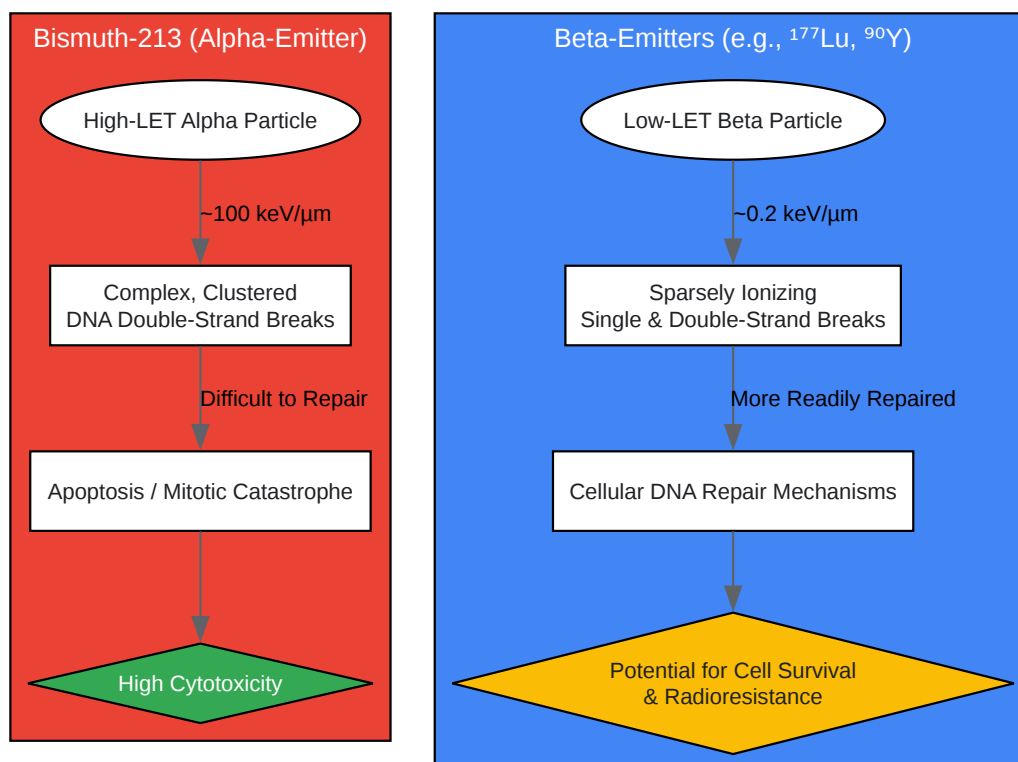 Bismuth-213 (Alpha-Emitter)
High-LET Alpha Particle
~100 keV/µm
Complex, Clustered
DNA Double-Strand Breaks
Difficult to Repair
Apoptosis / Mitotic Catastrophe
High Cytotoxicity
Beta-Emitters (e.g., ¹⁷⁷Lu, ⁹⁰Y)
Low-LET Beta Particle
~0.2 keV/µm
Sparsely Ionizing
Single & Double-Strand Breaks
More Readily Repaired
Cellular DNA Repair Mechanisms
Potential for Cell Survival
& Radioresistance